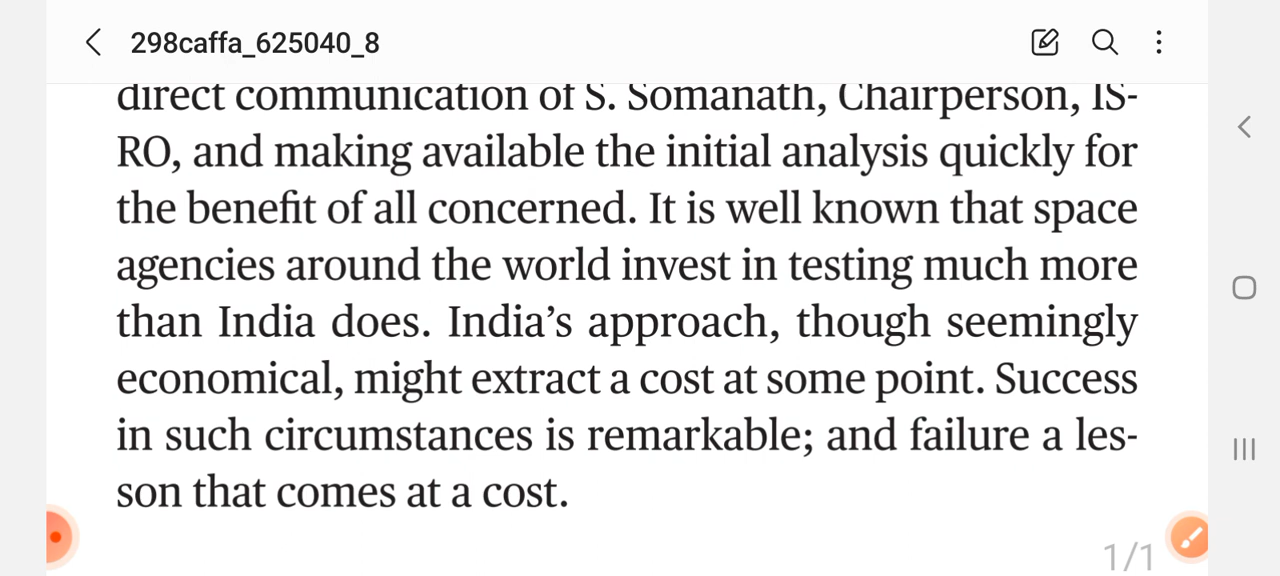 298caffa_625040_8
direct communication of S. Somanath, Chairperson, IS-
RO, and making available the initial analysis quickly for
the benefit of all concerned. It is well known that space
agencies around the world invest in testing much more
than India does. India's approach, though seemingly
economical, might extract a cost at some point. Success
in such circumstances is remarkable; and failure a les-
son that comes at a cost.
1/1